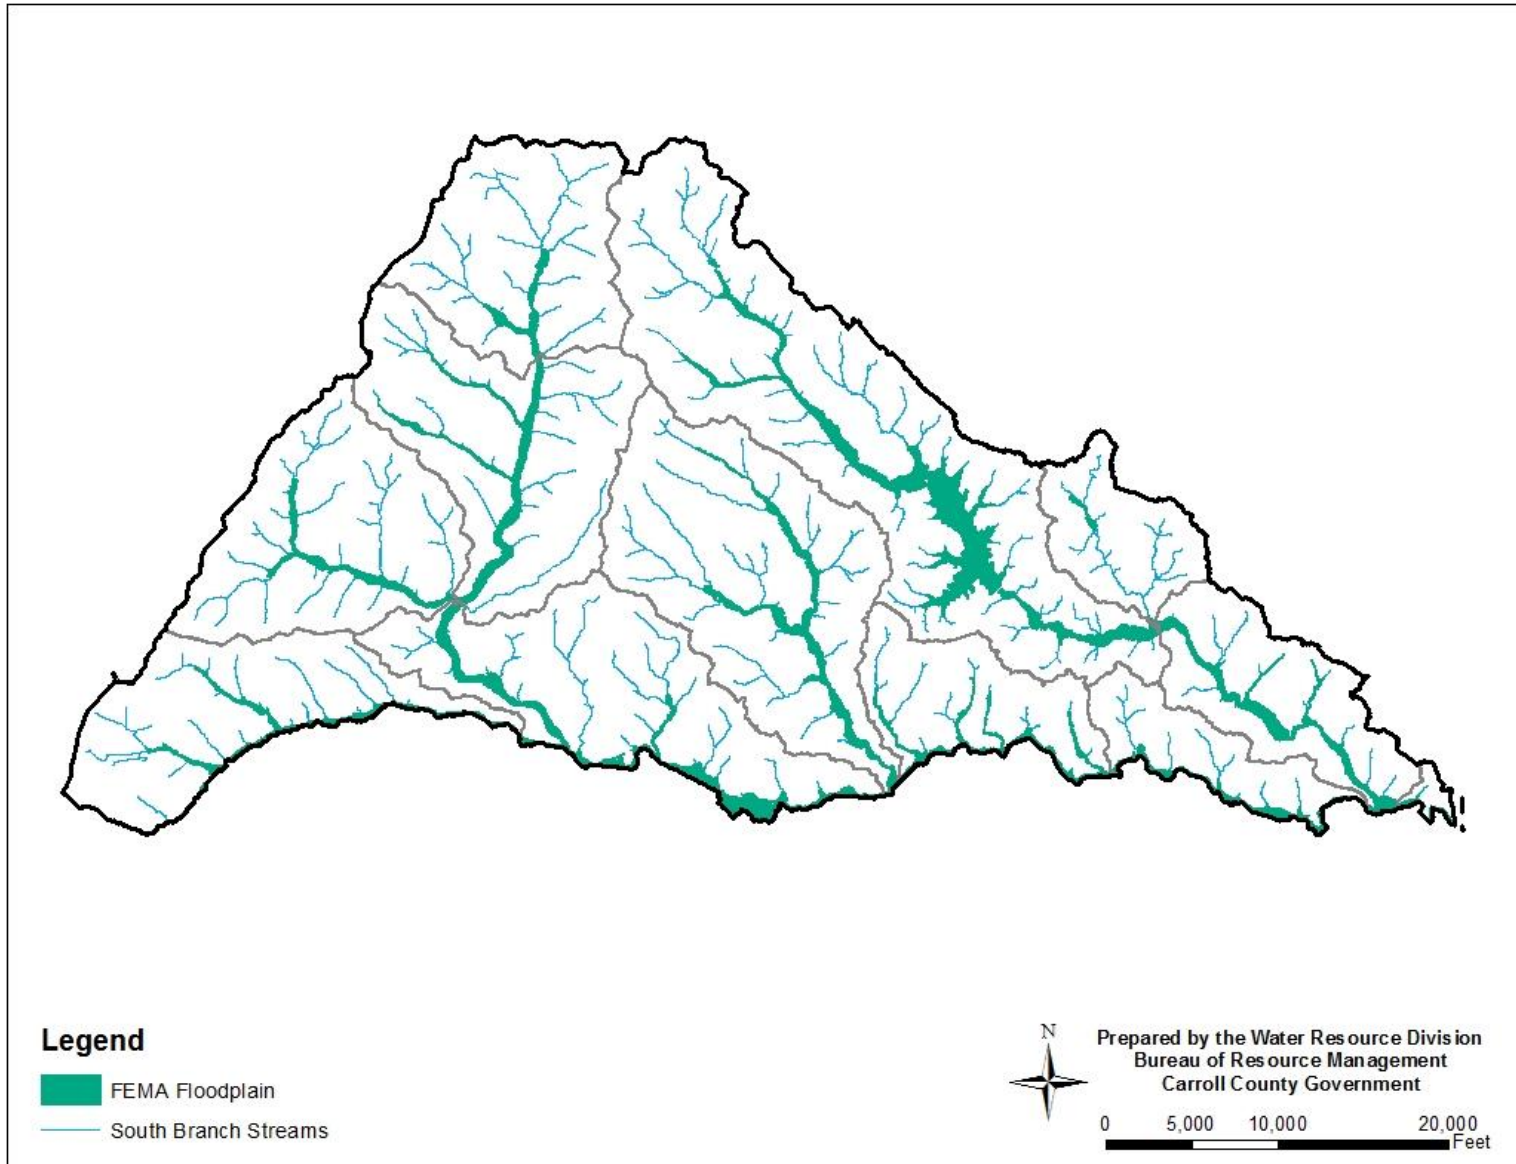 Legend
FEMA Floodplain
South Branch Streams
N
Prepared by the Water Resource Division
Bureau of Resource Management
Carroll County Government
0 5,000 10,000 20,000
Feet